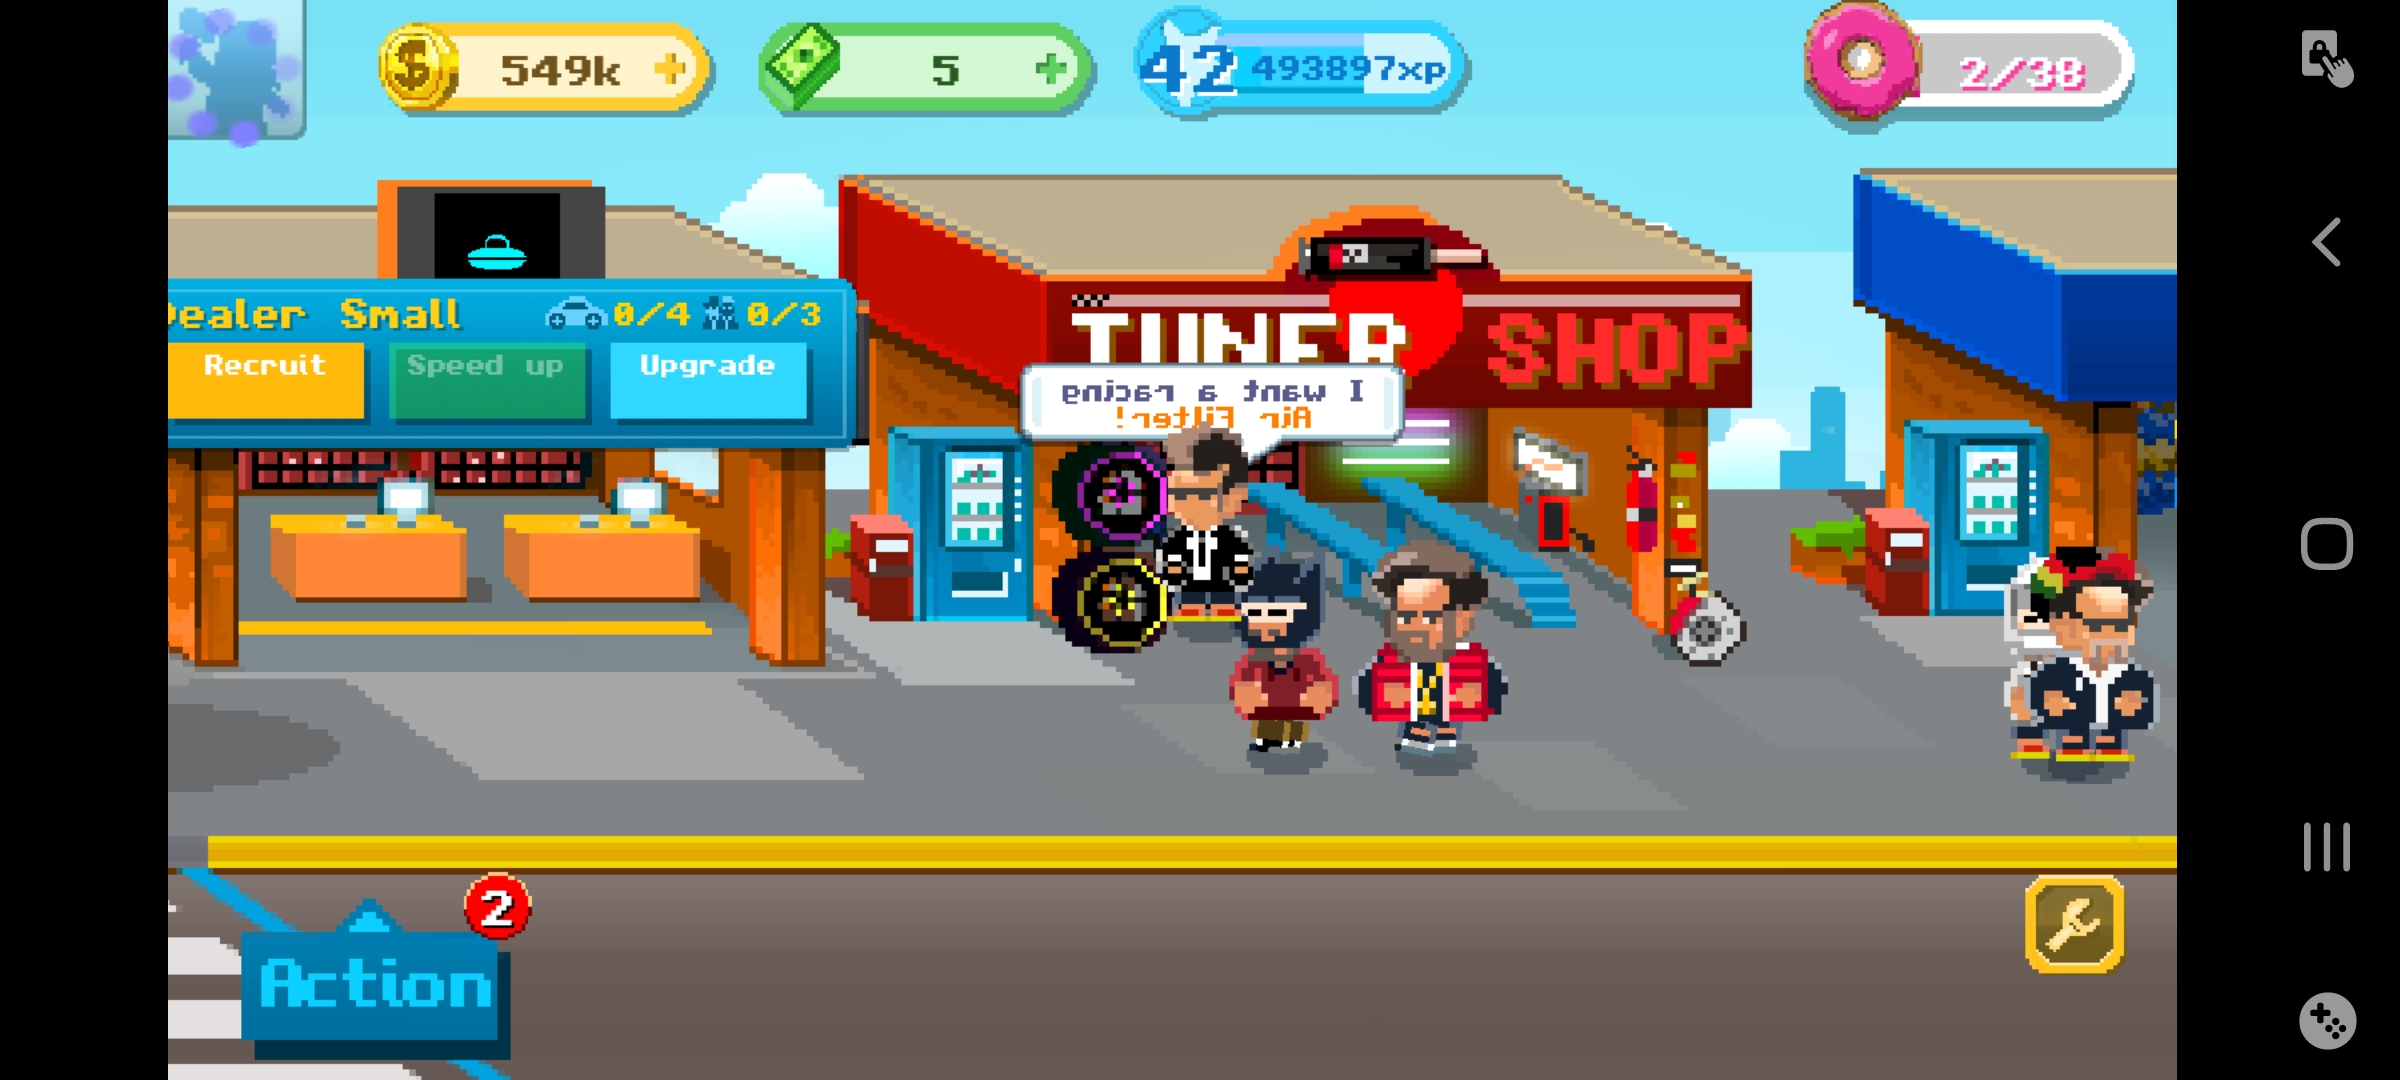 549k
5
42
493897xp
2/38
Dealer Small
0/4
0/3
Recruit
Speed up
Upgrade
TUNER SHOP
I want a racing
Air Filter!
2
Action